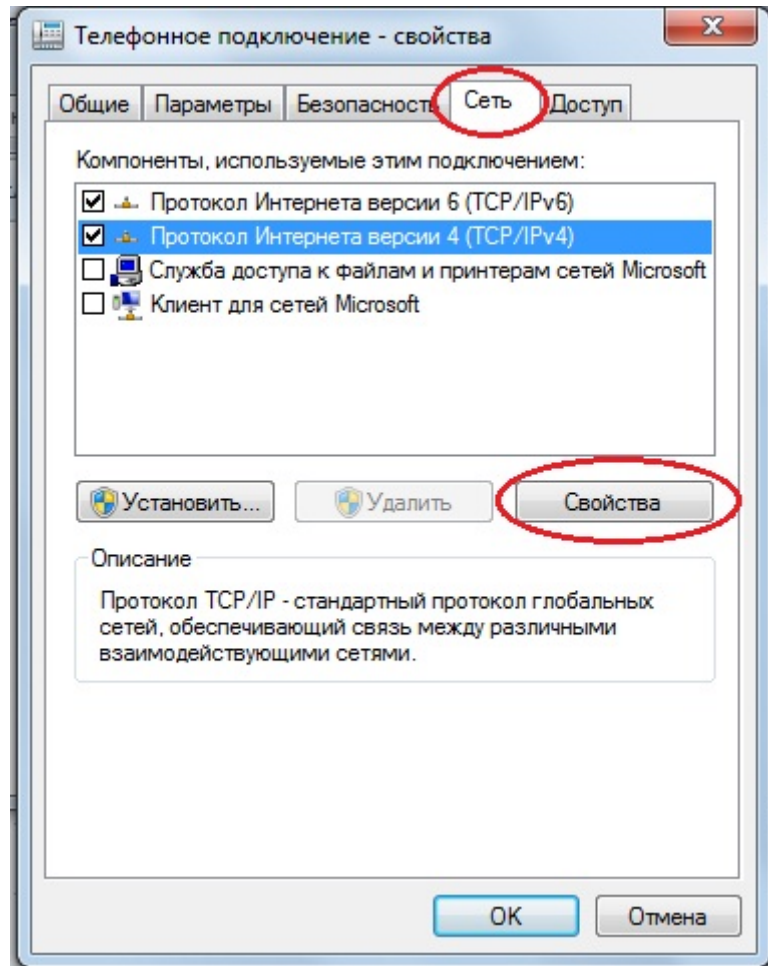 Телефонное подключение - свойства
Общие Параметры Безопасность Сеть Доступ
Компоненты, используемые этим подключением:
Протокол Интернета версии 6 (TCP/IPv6)
Протокол Интернета версии 4 (TCP/IPv4)
Служба доступа к файлам и принтерам сетей Microsoft
Клиент для сетей Microsoft
Установить... Удалить Свойства
Описание
Протокол TCP/IP - стандартный протокол глобальных
сетей, обеспечивающий связь между различными
взаимодействующими сетями.
OK Отмена